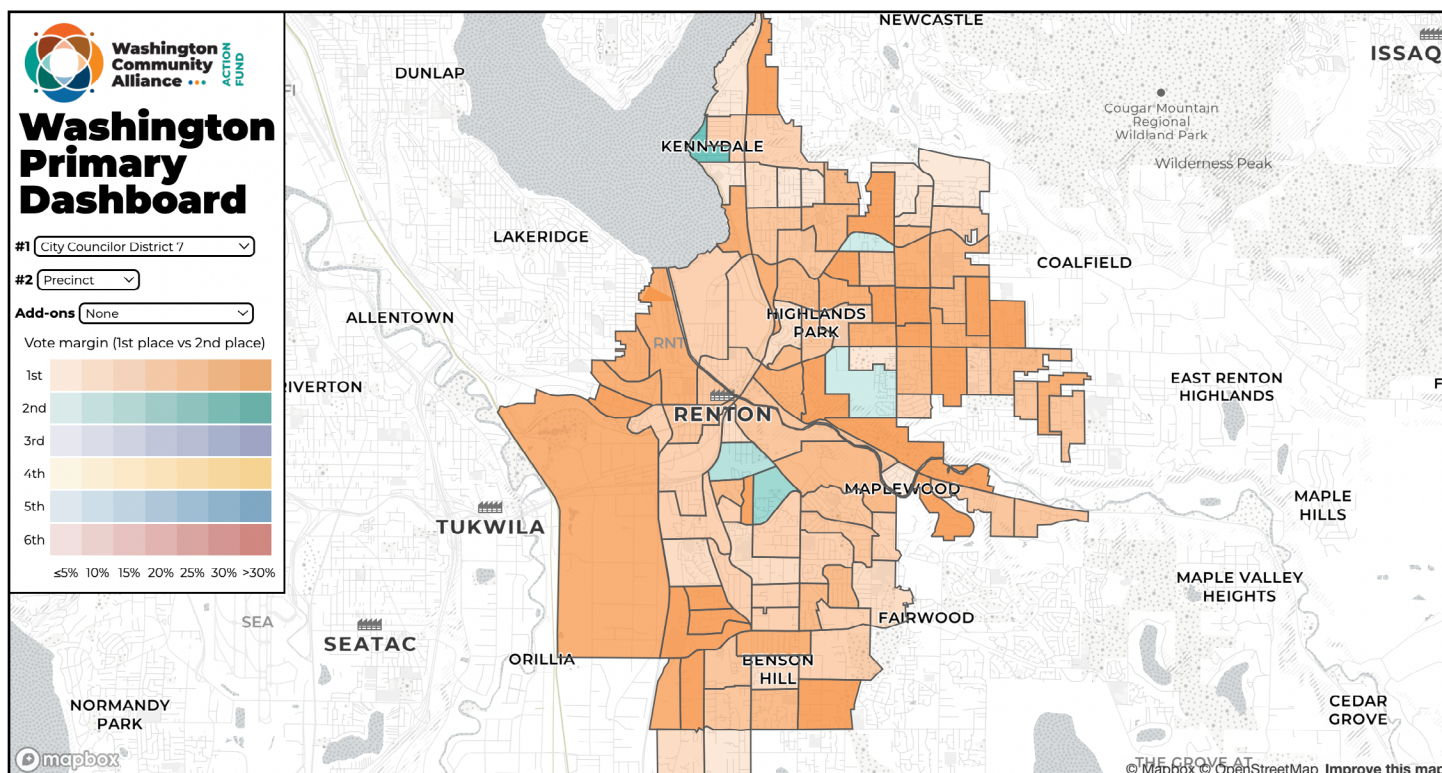 Washington
Community
Alliance
ACTION
FUND
Washington
Primary
Dashboard
#1 City Councilor District 7
#2 Precinct
Add-ons None
Vote margin (1st place vs 2nd place)
1st
2nd
3rd
4th
5th
6th
≤5% 10% 15% 20% 25% 30% >30%
mapbox
NEWCASTLE
ISSAQ
DUNLAP
Cougar Mountain
Regional
Wildland Park
KENNYDALE
Wilderness Peak
LAKERIDGE
COALFIELD
ALLENTOWN
HIGHLANDS
PARK
RNT
RIVERTON
EAST RENTON
HIGHLANDS
F
RENTON
MAPLEWOOD
MAPLE
HILLS
TUKWILA
MAPLE VALLEY
HEIGHTS
SEA
FAIRWOOD
SEATAC
ORILLIA
BENSON
HILL
NORMANDY
PARK
CEDAR
GROVE
THE GROVE AT
© Mapbox © OpenStreetMap Improve this map